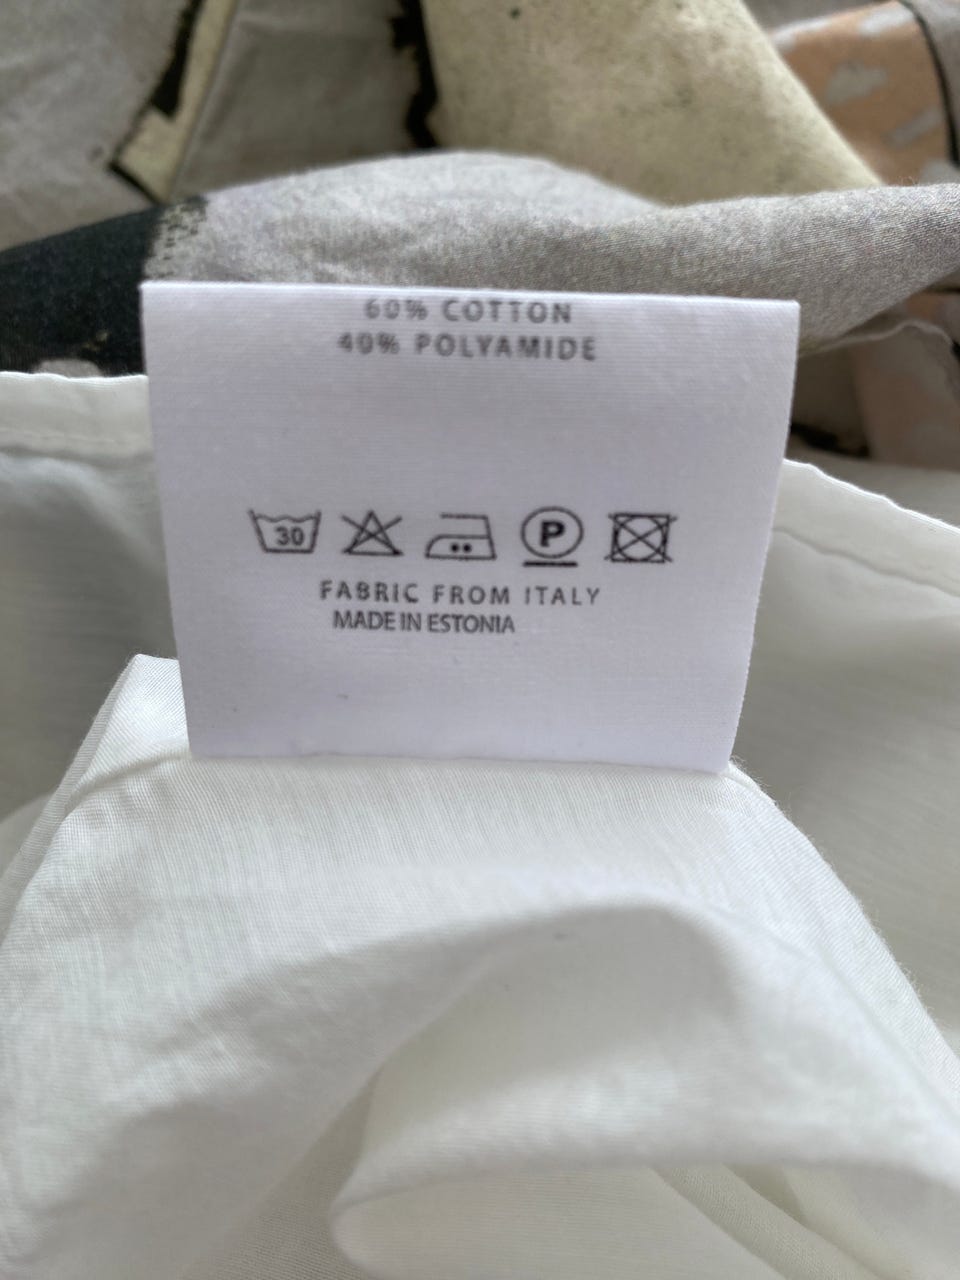 60% COTTON
40% POLYAMIDE
30 P
FABRIC FROM ITALY
MADE IN ESTONIA